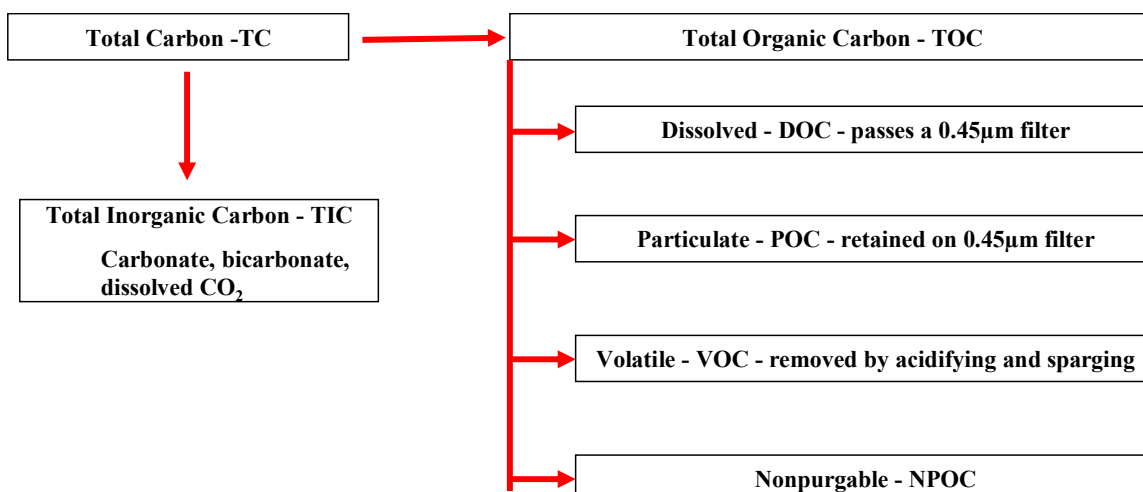 Total Carbon -TC
Total Organic Carbon - TOC
Dissolved - DOC - passes a 0.45µm filter
Total Inorganic Carbon - TIC
Carbonate, bicarbonate,
dissolved CO₂
Particulate - POC - retained on 0.45µm filter
Volatile - VOC - removed by acidifying and sparging
Nonpurgable - NPOC